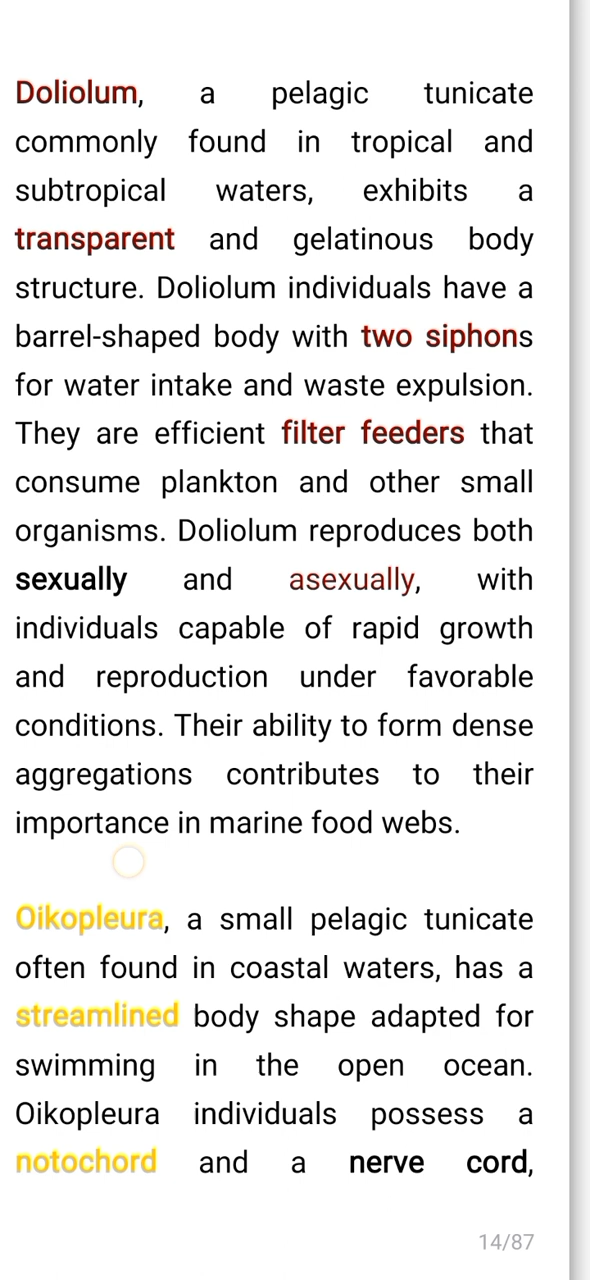 Doliolum, a pelagic tunicate
commonly found in tropical and
subtropical waters, exhibits a
transparent and gelatinous body
structure. Doliolum individuals have a
barrel-shaped body with two siphons
for water intake and waste expulsion.
They are efficient filter feeders that
consume plankton and other small
organisms. Doliolum reproduces both
sexually and asexually, with
individuals capable of rapid growth
and reproduction under favorable
conditions. Their ability to form dense
aggregations contributes to their
importance in marine food webs.
Oikopleura, a small pelagic tunicate
often found in coastal waters, has a
streamlined body shape adapted for
swimming in the open ocean.
Oikopleura individuals possess a
notochord and a nerve cord,
14/87